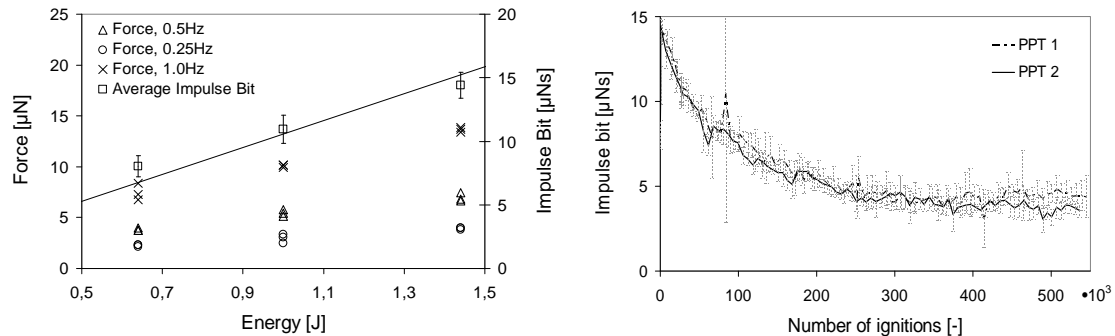 25
20
15
10
5
0
Force [µN]
Force, 0.5Hz
Force, 0.25Hz
Force, 1.0Hz
Average Impulse Bit
20
15
10
5
0
Impulse Bit [µNs]
0,5 0,7 0,9 1,1 1,3 1,5
Energy [J]
15
10
5
0
Impulse bit [µNs]
PPT 1
PPT 2
0 100 200 300 400 500 •10³
Number of ignitions [-]